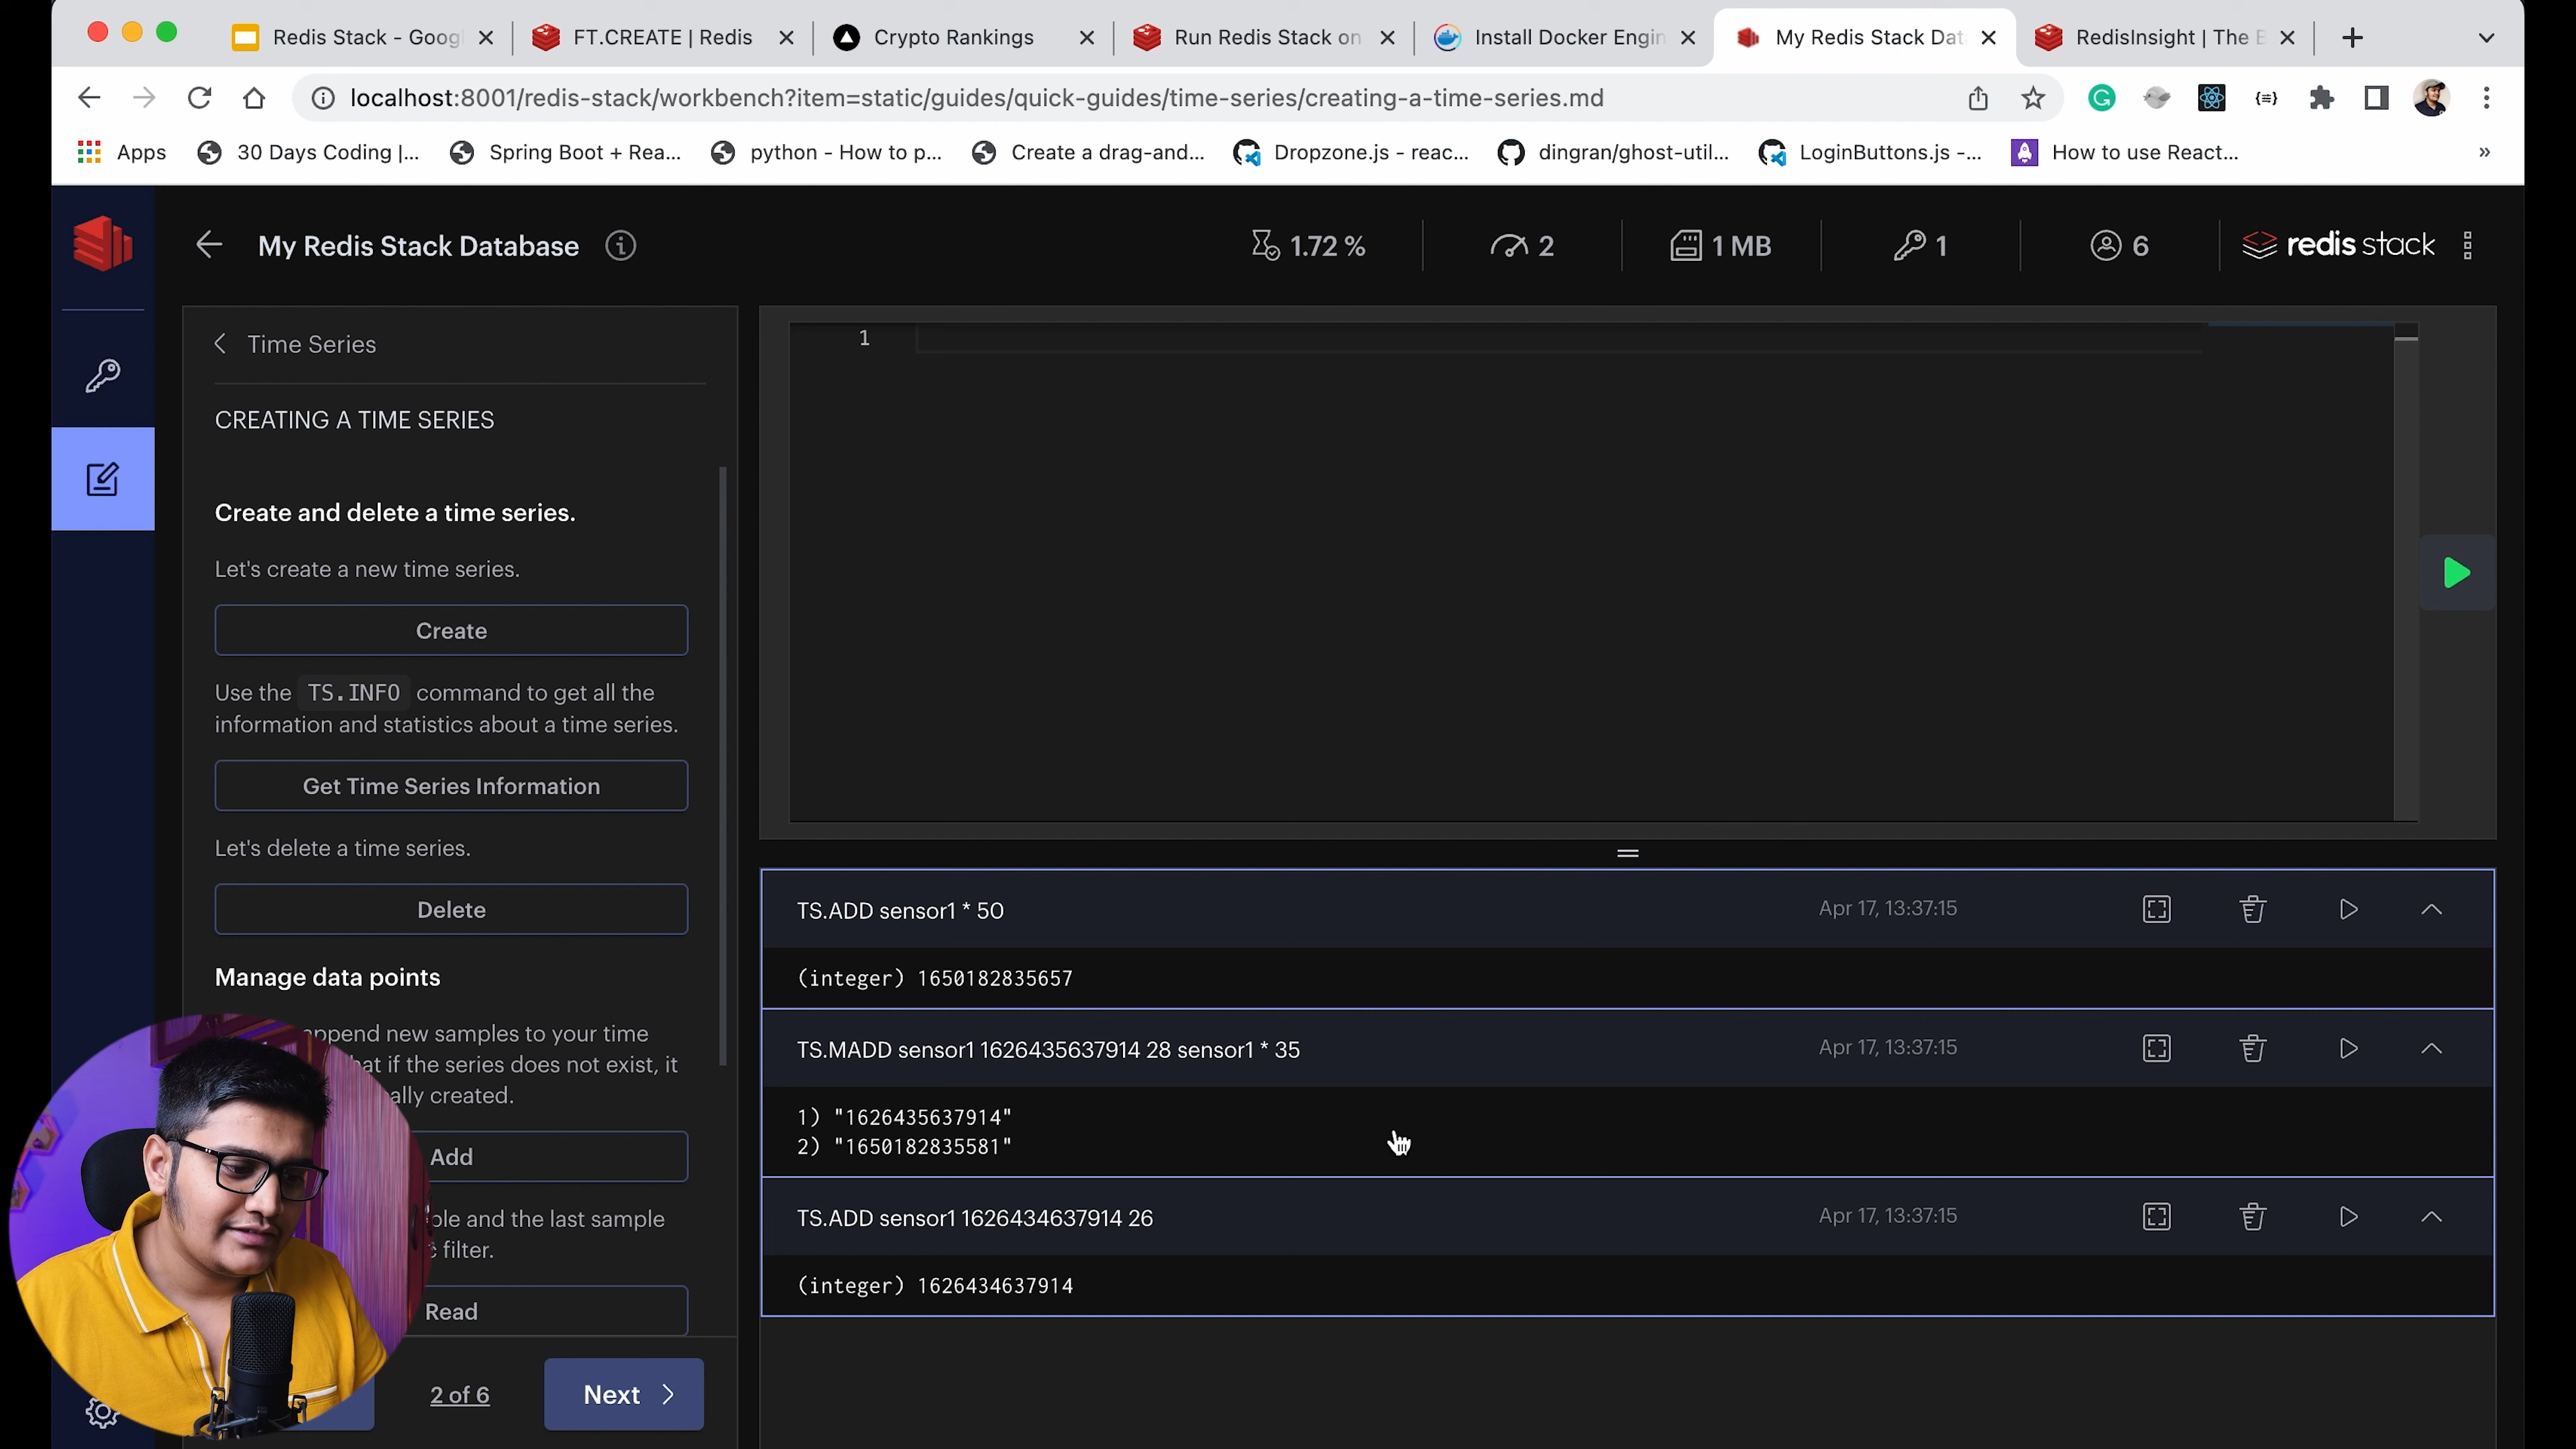 Redis Stack - Goog
FT.CREATE | Redis
Crypto Rankings
Run Redis Stack on
Install Docker Engin
My Redis Stack Dat
RedisInsight | The
localhost:8001/redis-stack/workbench?item=static/guides/quick-guides/time-series/creating-a-time-series.md
Apps
30 Days Coding |...
Spring Boot + Rea...
python - How to p...
Create a drag-and...
Dropzone.js - reac...
dingran/ghost-util...
LoginButtons.js -...
How to use React...
My Redis Stack Database
1.72 %
2
1 MB
1
6
redis stack
Time Series
CREATING A TIME SERIES
Create and delete a time series.
Let's create a new time series.
Create
Use the TS.INFO command to get all the
information and statistics about a time series.
Get Time Series Information
Let's delete a time series.
Delete
Manage data points
append new samples to your time
hat if the series does not exist, it
ally created.
Add
ple and the last sample
filter.
Read
2 of 6
Next
1
TS.ADD sensor1 * 50
Apr 17, 13:37:15
(integer) 1650182835657
TS.MADD sensor1 1626435637914 28 sensor1 * 35
Apr 17, 13:37:15
1) "1626435637914"
2) "1650182835581"
TS.ADD sensor1 1626434637914 26
Apr 17, 13:37:15
(integer) 1626434637914